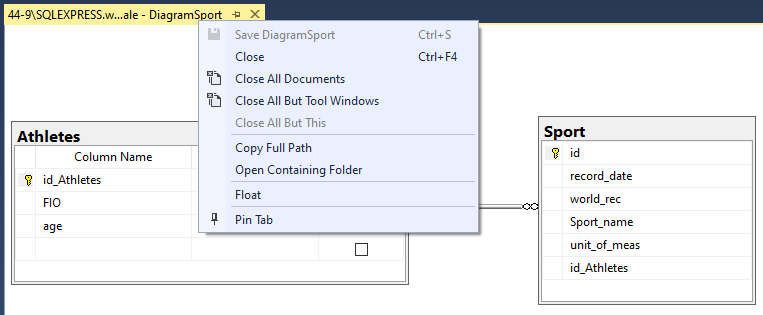 44-9\SQLEXPRESS.w...ale - DiagramSport
Save DiagramSport Ctrl+S
Close Ctrl+F4
Close All Documents
Close All But Tool Windows
Close All But This
Copy Full Path
Open Containing Folder
Float
Pin Tab
Athletes
Column Name
id_Athletes
FIO
age
Sport
id
record_date
world_rec
Sport_name
unit_of_meas
id_Athletes